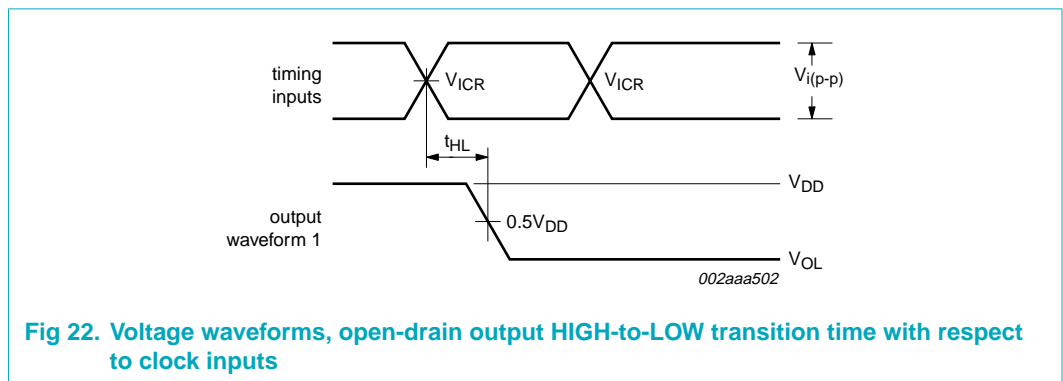 timing
inputs
VICR
VICR
Vi(p-p)
tHL
VDD
output
waveform 1
0.5VDD
VOL
002aaa502
Fig 22. Voltage waveforms, open-drain output HIGH-to-LOW transition time with respect
to clock inputs